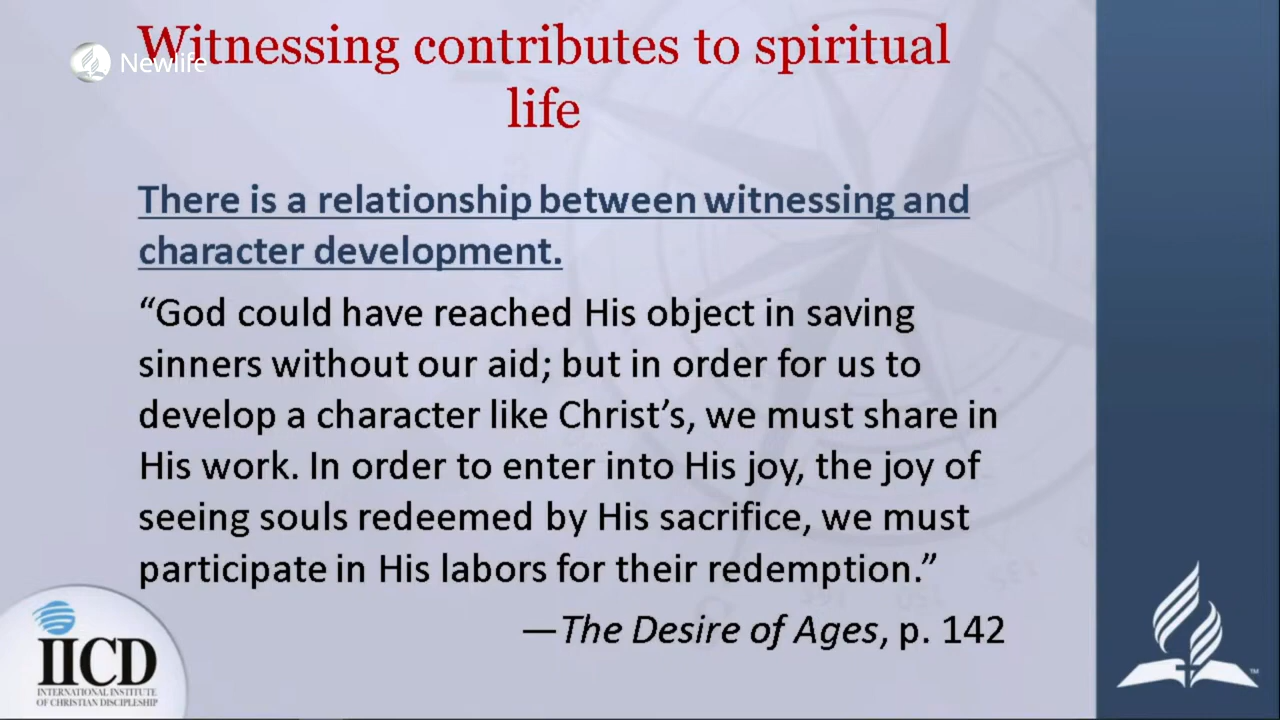 Witnessing contributes to spiritual
life
Newlife
There is a relationship between witnessing and
character development.
“God could have reached His object in saving
sinners without our aid; but in order for us to
develop a character like Christ’s, we must share in
His work. In order to enter into His joy, the joy of
seeing souls redeemed by His sacrifice, we must
participate in His labors for their redemption.”
—The Desire of Ages, p. 142
IICD
INTERNATIONAL INSTITUTE
OF CHRISTIAN DISCIPLESHIP
™